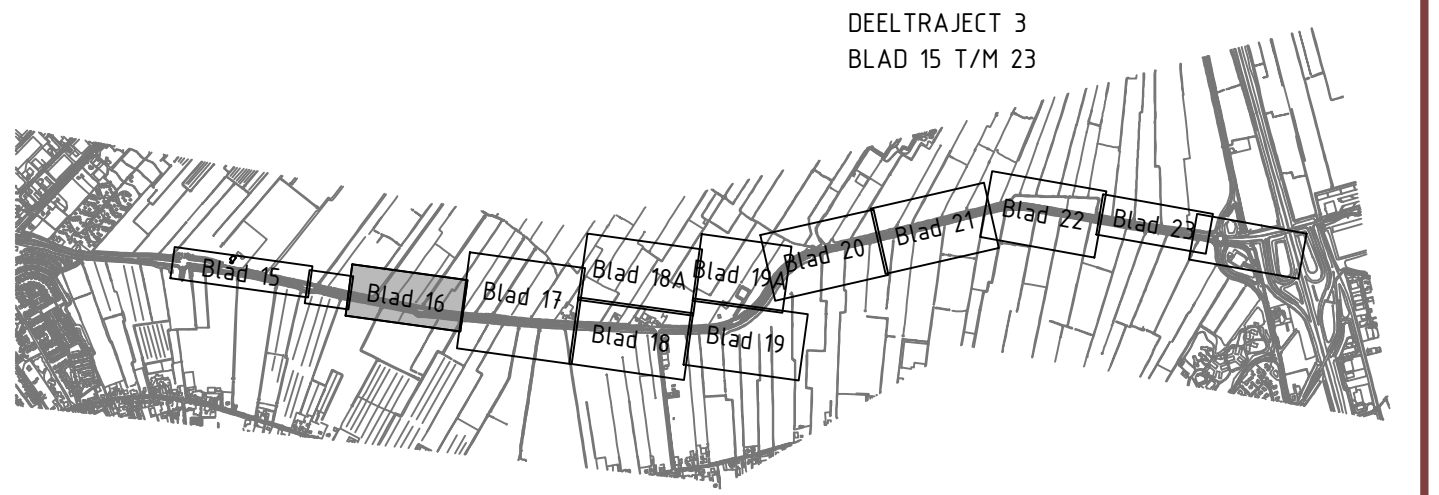 DEELTRAJECT 3
BLAD 15 T/M 23
Blad 15
Blad 16
Blad 17
Blad 18A
Blad 18
Blad 19A
Blad 19
Blad 20
Blad 21
Blad 22
Blad 23